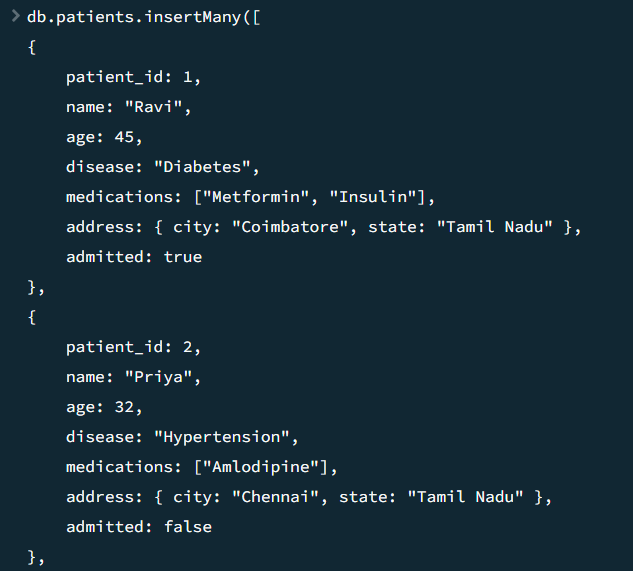 db.patients.insertMany([
{
patient_id: 1,
name: "Ravi",
age: 45,
disease: "Diabetes",
medications: ["Metformin", "Insulin"],
address: { city: "Coimbatore", state: "Tamil Nadu" },
admitted: true
},
{
patient_id: 2,
name: "Priya",
age: 32,
disease: "Hypertension",
medications: ["Amlodipine"],
address: { city: "Chennai", state: "Tamil Nadu" },
admitted: false
},